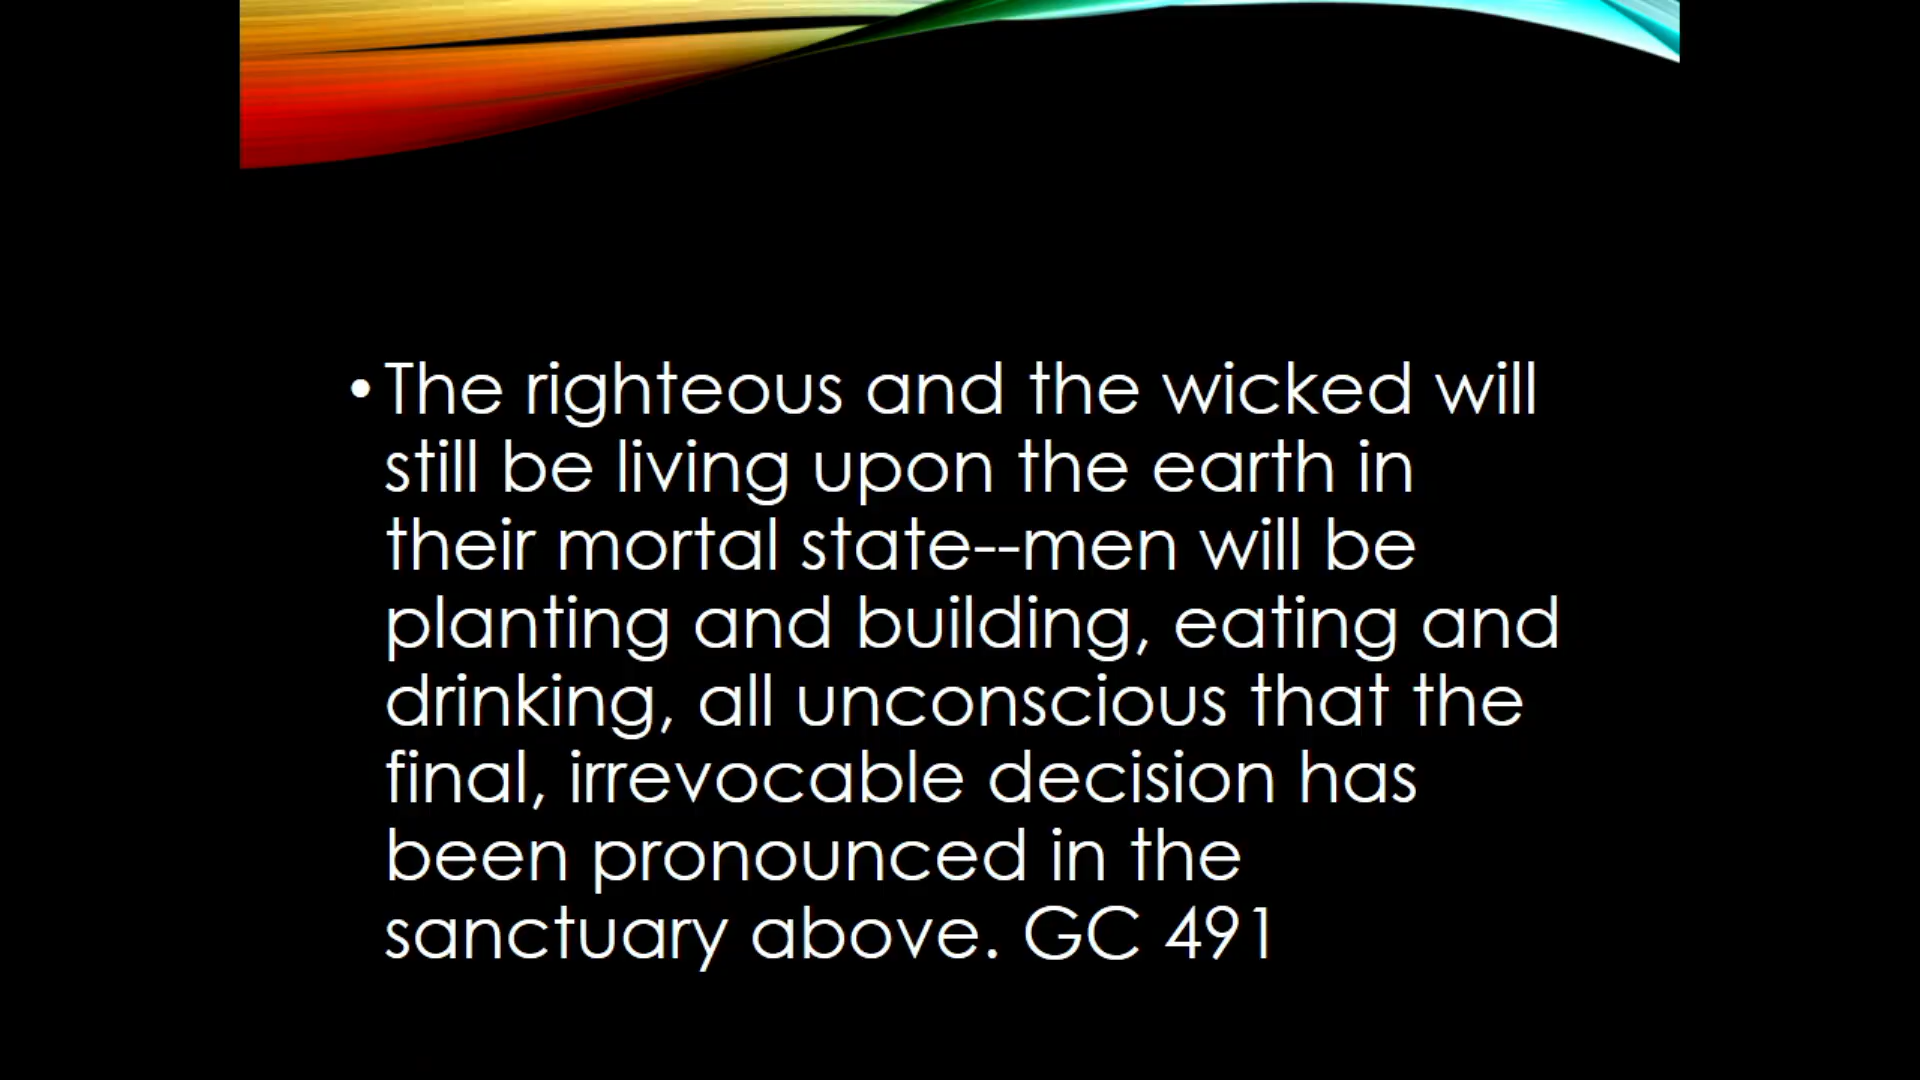 • The righteous and the wicked will
still be living upon the earth in
their mortal state--men will be
planting and building, eating and
drinking, all unconscious that the
final, irrevocable decision has
been pronounced in the
sanctuary above. GC 491